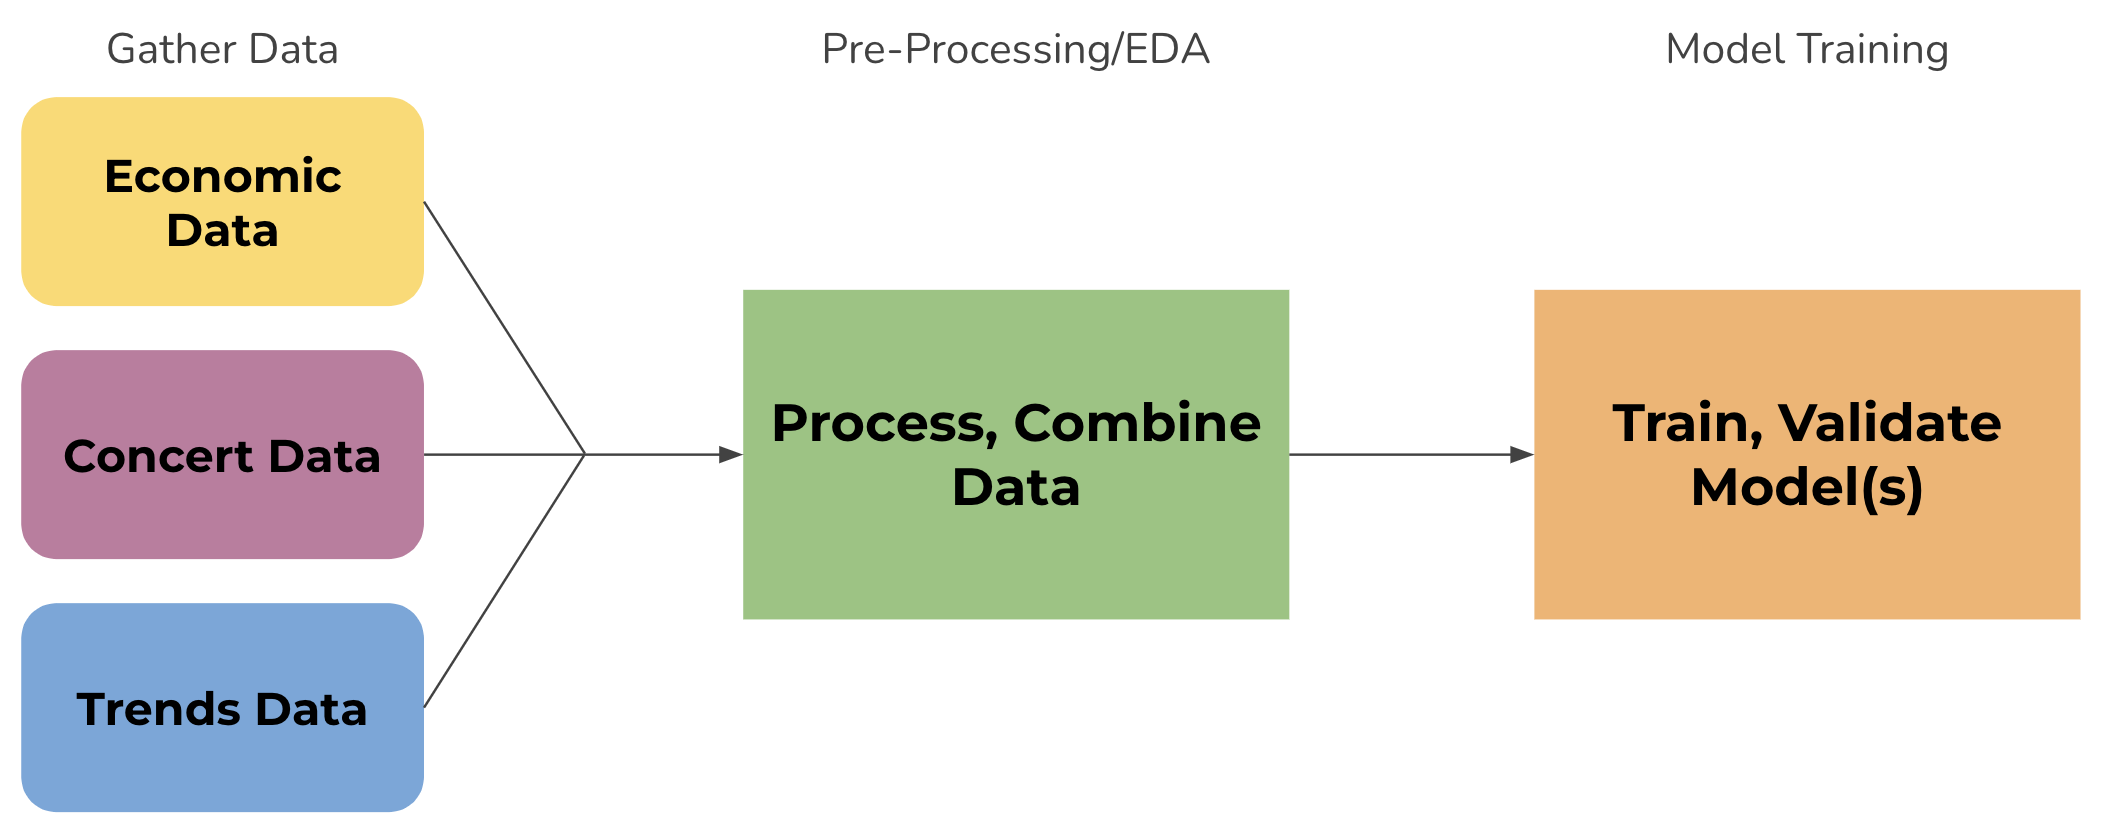 Gather Data
Pre-Processing/EDA
Model Training
Economic
Data
Concert Data
Trends Data
Process, Combine
Data
Train, Validate
Model(s)